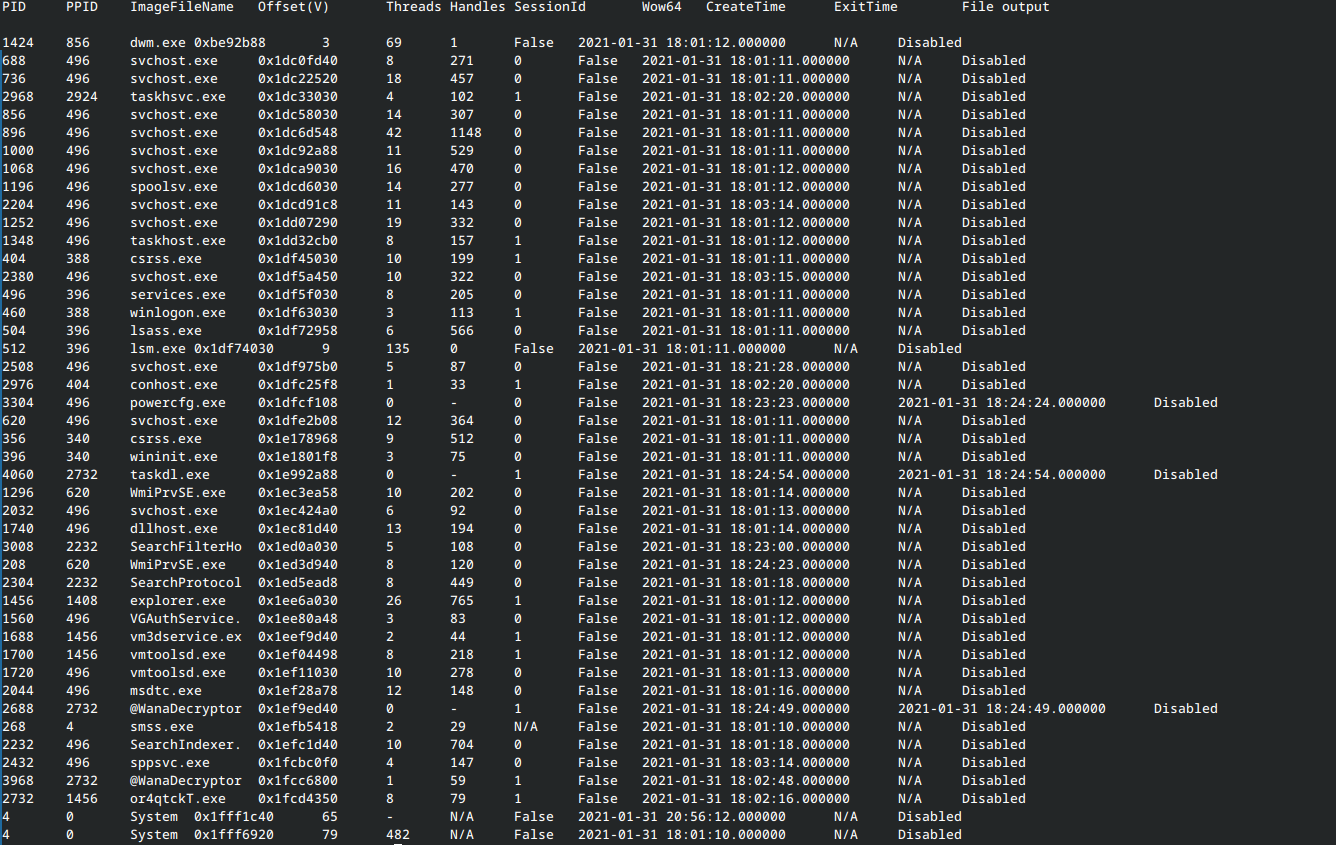 PID PPID ImageFileName Offset(V) Threads Handles SessionId Wow64 CreateTime ExitTime File output
1424 856 dwm.exe 0xbe92b88 3 69 1 False 2021-01-31 18:01:12.000000 N/A Disabled
688 496 svchost.exe 0x1dc0fd40 8 271 0 False 2021-01-31 18:01:11.000000 N/A Disabled
736 496 svchost.exe 0x1dc22520 18 457 0 False 2021-01-31 18:01:11.000000 N/A Disabled
2968 2924 taskhsvc.exe 0x1dc33030 4 102 1 False 2021-01-31 18:02:20.000000 N/A Disabled
856 496 svchost.exe 0x1dc58030 14 307 0 False 2021-01-31 18:01:11.000000 N/A Disabled
896 496 svchost.exe 0x1dc6d548 42 1148 0 False 2021-01-31 18:01:11.000000 N/A Disabled
1000 496 svchost.exe 0x1dc92a88 11 529 0 False 2021-01-31 18:01:11.000000 N/A Disabled
1068 496 svchost.exe 0x1dca9030 16 470 0 False 2021-01-31 18:01:12.000000 N/A Disabled
1196 496 spoolsv.exe 0x1dcd6030 14 277 0 False 2021-01-31 18:01:12.000000 N/A Disabled
2204 496 svchost.exe 0x1dcd91c8 11 143 0 False 2021-01-31 18:03:14.000000 N/A Disabled
1252 496 svchost.exe 0x1dd07290 19 332 0 False 2021-01-31 18:01:12.000000 N/A Disabled
1348 496 taskhost.exe 0x1dd32cb0 8 157 1 False 2021-01-31 18:01:12.000000 N/A Disabled
404 388 csrss.exe 0x1df45030 10 199 1 False 2021-01-31 18:01:11.000000 N/A Disabled
2380 496 svchost.exe 0x1df5a450 10 322 0 False 2021-01-31 18:03:15.000000 N/A Disabled
496 396 services.exe 0x1df5f030 8 205 0 False 2021-01-31 18:01:11.000000 N/A Disabled
460 388 winlogon.exe 0x1df63030 3 113 1 False 2021-01-31 18:01:11.000000 N/A Disabled
504 396 lsass.exe 0x1df72958 6 566 0 False 2021-01-31 18:01:11.000000 N/A Disabled
512 396 lsm.exe 0x1df74030 9 135 0 False 2021-01-31 18:01:11.000000 N/A Disabled
2508 496 svchost.exe 0x1df975b0 5 87 0 False 2021-01-31 18:21:28.000000 N/A Disabled
2976 404 conhost.exe 0x1dfc25f8 1 33 1 False 2021-01-31 18:02:20.000000 N/A Disabled
3304 496 powercfg.exe 0x1dfcf108 0 - 0 False 2021-01-31 18:23:23.000000 2021-01-31 18:24:24.000000 Disabled
620 496 svchost.exe 0x1dfe2b08 12 364 0 False 2021-01-31 18:01:11.000000 N/A Disabled
356 340 csrss.exe 0x1e178968 9 512 0 False 2021-01-31 18:01:11.000000 N/A Disabled
396 340 wininit.exe 0x1e1801f8 3 75 0 False 2021-01-31 18:01:11.000000 N/A Disabled
4060 2732 taskdl.exe 0x1e992a88 0 - 1 False 2021-01-31 18:24:54.000000 2021-01-31 18:24:54.000000 Disabled
1296 620 WmiPrvSE.exe 0x1ec3ea58 10 202 0 False 2021-01-31 18:01:14.000000 N/A Disabled
2032 496 svchost.exe 0x1ec424a0 6 92 0 False 2021-01-31 18:01:13.000000 N/A Disabled
1740 496 dllhost.exe 0x1ec81d40 13 194 0 False 2021-01-31 18:01:14.000000 N/A Disabled
3008 2232 SearchFilterHo 0x1ed0a030 5 108 0 False 2021-01-31 18:23:00.000000 N/A Disabled
208 620 WmiPrvSE.exe 0x1ed3d940 8 120 0 False 2021-01-31 18:24:23.000000 N/A Disabled
2304 2232 SearchProtocol 0x1ed5ead8 8 449 0 False 2021-01-31 18:01:18.000000 N/A Disabled
1456 1408 explorer.exe 0x1ee6a030 26 765 1 False 2021-01-31 18:01:12.000000 N/A Disabled
1560 496 VGAuthService. 0x1ee80a48 3 83 0 False 2021-01-31 18:01:12.000000 N/A Disabled
1688 1456 vm3dservice.ex 0x1eef9d40 2 44 1 False 2021-01-31 18:01:12.000000 N/A Disabled
1700 1456 vmtoolsd.exe 0x1ef04498 8 218 1 False 2021-01-31 18:01:12.000000 N/A Disabled
1720 496 vmtoolsd.exe 0x1ef11030 10 278 0 False 2021-01-31 18:01:13.000000 N/A Disabled
2044 496 msdtc.exe 0x1ef28a78 12 148 0 False 2021-01-31 18:01:16.000000 N/A Disabled
2688 2732 @WanaDecryptor 0x1ef9ed40 0 - 1 False 2021-01-31 18:24:49.000000 2021-01-31 18:24:49.000000 Disabled
268 4 smss.exe 0x1efb5418 2 29 N/A False 2021-01-31 18:01:10.000000 N/A Disabled
2232 496 SearchIndexer. 0x1efc1d40 10 704 0 False 2021-01-31 18:01:18.000000 N/A Disabled
2432 496 sppsvc.exe 0x1fcbc0f0 4 147 0 False 2021-01-31 18:03:14.000000 N/A Disabled
3968 2732 @WanaDecryptor 0x1fcc6800 1 59 1 False 2021-01-31 18:02:48.000000 N/A Disabled
2732 1456 or4qtckT.exe 0x1fcd4350 8 79 1 False 2021-01-31 18:02:16.000000 N/A Disabled
4 0 System 0x1fff1c40 65 - N/A False 2021-01-31 20:56:12.000000 N/A Disabled
4 0 System 0x1fff6920 79 482 N/A False 2021-01-31 18:01:10.000000 N/A Disabled